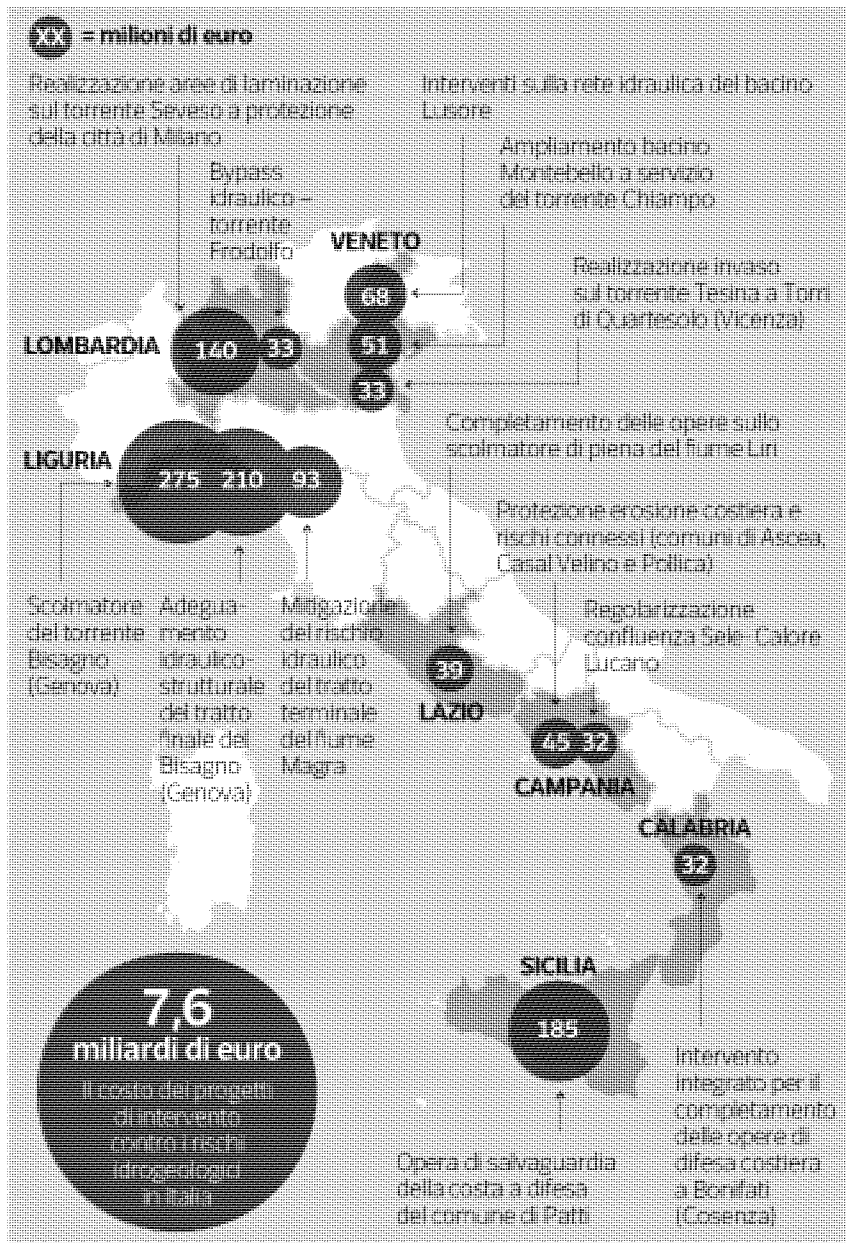 XX = milioni di euro
Realizzazione aree di laminazione
sul torrente Seveso a protezione
della città di Milano
Interventi sulla rete idraulica del bacino
Lusore
Ampliamento bacino
Montebello a servizio
del torrente Chiampo
Bypass
idraulico –
torrente
Frodolfo
VENETO
Realizzazione invaso
sul torrente Tesina a Torri
di Quartesolo (Vicenza)
68
LOMBARDIA
140
33
51
33
Completamento delle opere sullo
scolmatore di piena del fiume Liri
LIGURIA
275
210
93
Protezione erosione costiera e
rischi connessi (comuni di Ascea,
Casal Velino e Pollica)
Scolmatore
del torrente
Bisagno
(Genova)
Adegua-
mento
idraulico-
strutturale
del tratto
finale del
Bisagno
(Genova)
Mitigazione
del rischio
idraulico
del tratto
terminale
del fiume
Magra
Regolarizzazione
confluenza Sele-Calore
Lucano
39
LAZIO
45
32
CAMPANIA
CALABRIA
32
SICILIA
185
7,6
miliardi di euro
Il costo dei progetti
di intervento
contro i rischi
idrogeologici
in Italia
Opera di salvaguardia
della costa a difesa
del comune di Patti
Intervento
integrato per il
completamento
delle opere di
difesa costiera
a Bonifati
(Cosenza)